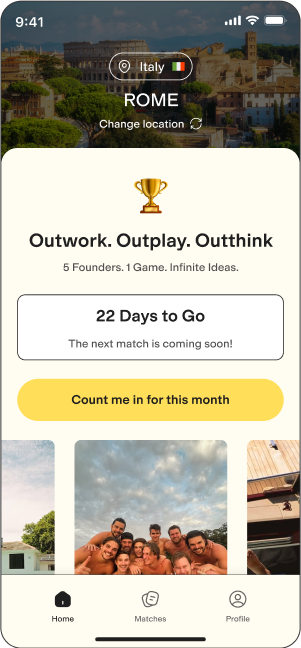 9:41
Italy
ROME
Change location
Outwork. Outplay. Outthink
5 Founders. 1 Game. Infinite Ideas.
22 Days to Go
The next match is coming soon!
Count me in for this month
Home
Matches
Profile